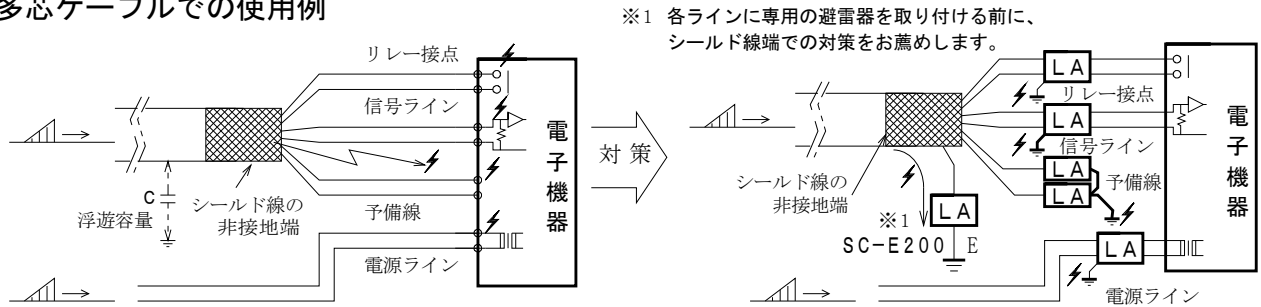 多芯ケーブルでの使用例
※1 各ラインに専用の避雷器を取り付ける前に、
シールド線端での対策をお薦めします。
リレー接点
信号ライン
C
浮遊容量
シールド線の
非接地端
予備線
電源ライン
電子機器
対策
LA
リレー接点
LA
信号ライン
LA
LA
予備線
シールド線の
非接地端
※1
SC-E200
LA
E
LA
電源ライン
電子機器